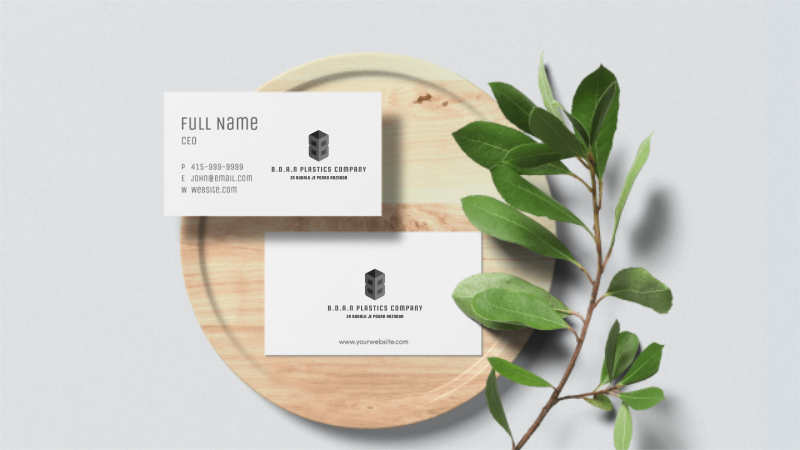 FULL Name
CEO
P 415-999-9999
E JOHN@EMAIL.COM
W WEBSITE.COM
B.D.A.N PLASTICS COMPANY
B.D.A.N PLASTICS COMPANY
www.yourwebsite.com